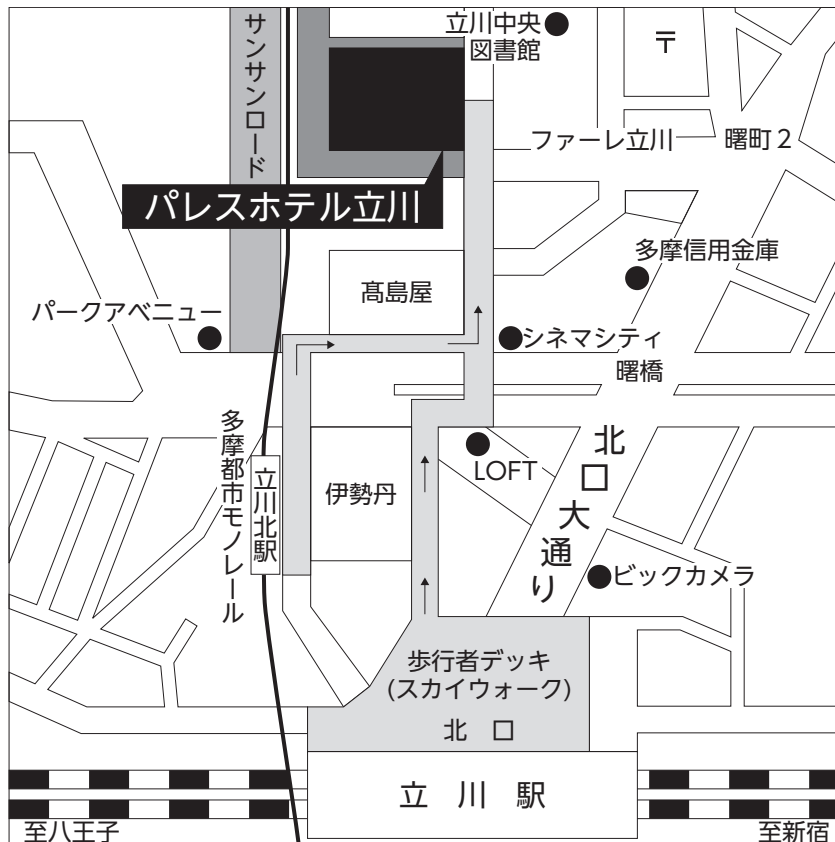 サンサンロード
立川中央
図書館
〒
ファーレ立川
曙町2
パレスホテル立川
多摩信用金庫
髙島屋
パークアベニュー
シネマシティ
曙橋
多摩都市モノレール
立川北駅
伊勢丹
LOFT
北口大通り
ビックカメラ
歩行者デッキ
(スカイウォーク)
北 口
立 川 駅
至八王子
至新宿